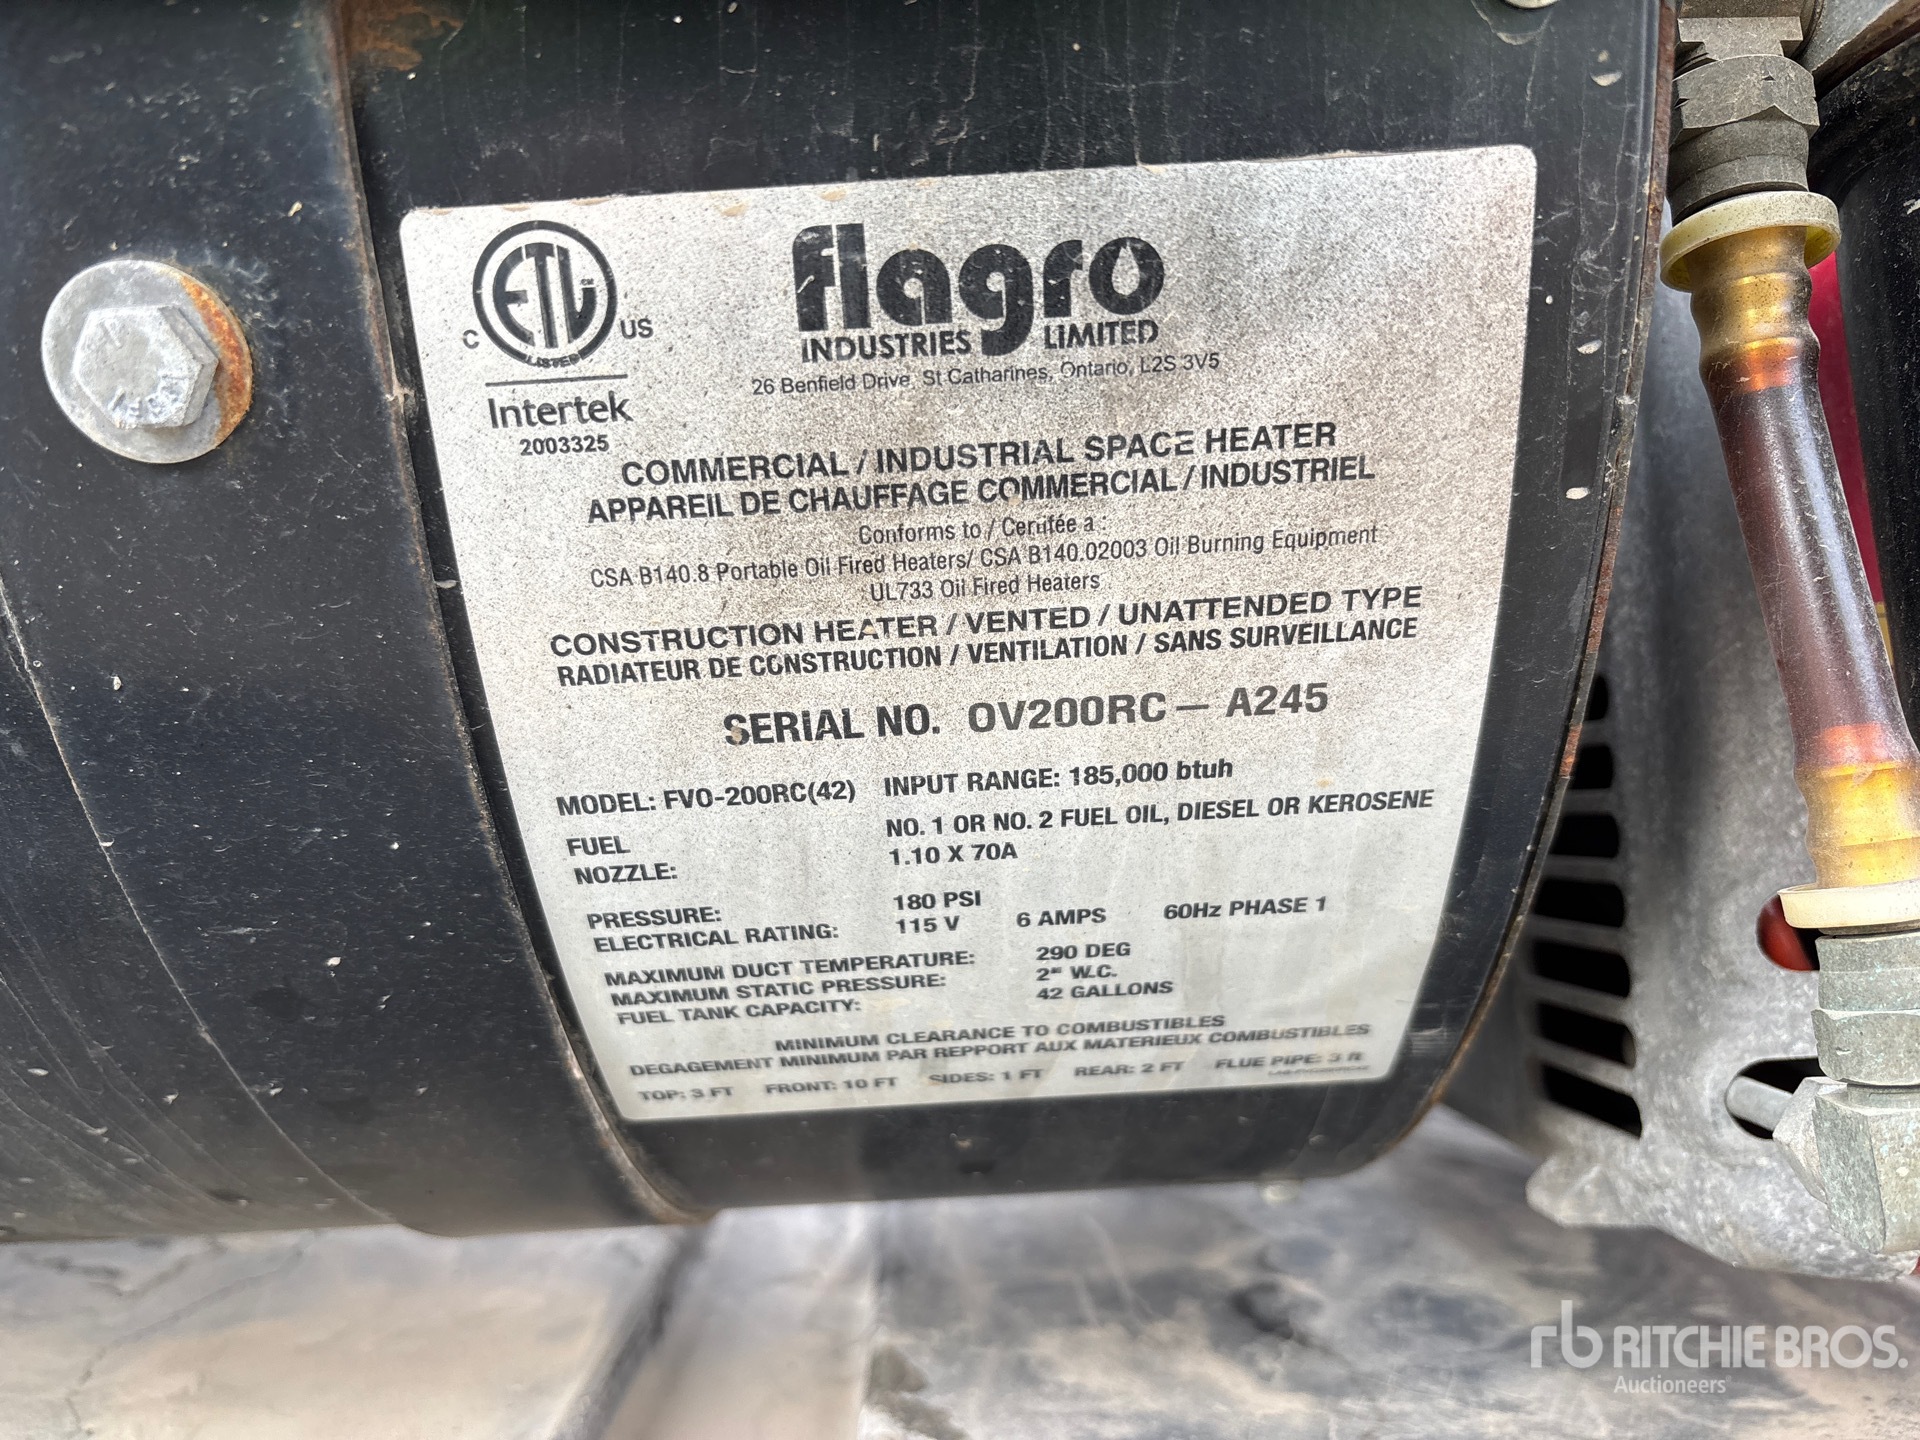 ETL CM
LISTED
C US
Intertek
2003325
flagro
INDUSTRIES LIMITED
26 Benfield Drive, St Catharines, Ontario, L2S 3V5
COMMERCIAL / INDUSTRIAL SPACE HEATER
APPAREIL DE CHAUFFAGE COMMERCIAL / INDUSTRIEL
Conforms to / Cerufée a :
CSA B140.8 Portable Oil Fired Heaters/ CSA B140.02003 Oil Burning Equipment
UL733 Oil Fired Heaters
CONSTRUCTION HEATER / VENTED / UNATTENDED TYPE
RADIATEUR DE CONSTRUCTION / VENTILATION / SANS SURVEILLANCE
SERIAL NO. OV200RC — A245
MODEL: FVO-200RC(42) INPUT RANGE: 185,000 btuh
FUEL NO. 1 OR NO. 2 FUEL OIL, DIESEL OR KEROSENE
NOZZLE: 1.10 X 70A
PRESSURE: 180 PSI
ELECTRICAL RATING: 115 V 6 AMPS 60Hz PHASE 1
MAXIMUM DUCT TEMPERATURE: 290 DEG
MAXIMUM STATIC PRESSURE: 2" W.C.
FUEL TANK CAPACITY: 42 GALLONS
MINIMUM CLEARANCE TO COMBUSTIBLES
DEGAGEMENT MINIMUM PAR REPPORT AUX MATERIEUX COMBUSTIBLES
TOP: 3 FT FRONT: 10 FT SIDES: 1 FT REAR: 2 FT FLUE PIPE: 3 ft
rb RITCHIE BROS.
Auctioneers